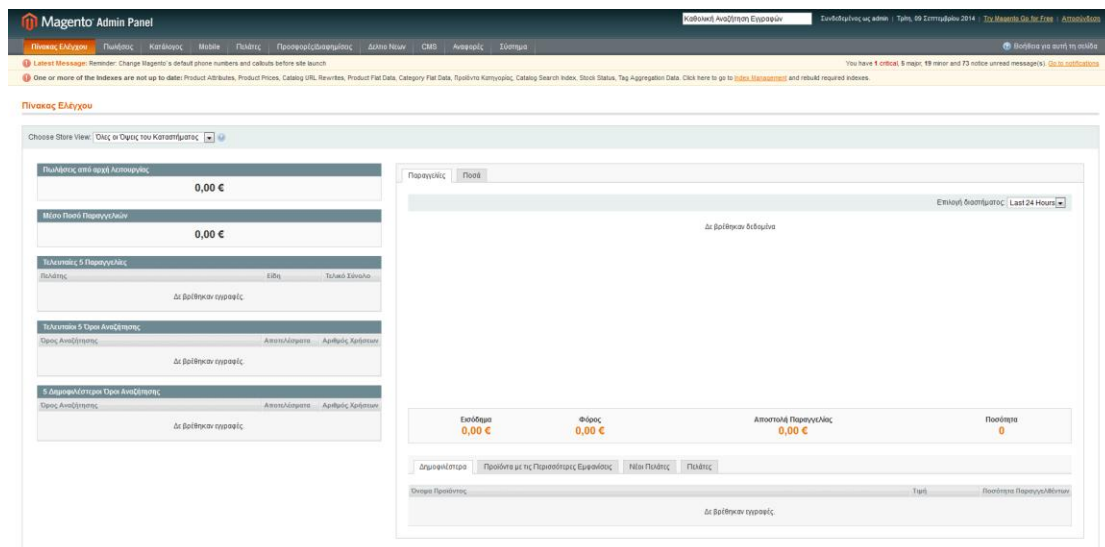 Magento® Admin Panel
Καθολική Αναζήτηση Εγγραφών
Συνδεδεμένος ως admin | Τρίτη, 09 Σεπτεμβρίου 2014 | Try Magento Go for Free | Αποσύνδεση
Πίνακας Ελέγχου Πωλήσεις Κατάλογος Mobile Πελάτες Προσφορές/Διαφημίσεις Δελτίο Νέων CMS Αναφορές Σύστημα
Βοήθεια για αυτή τη σελίδα
Latest Message: Reminder: Change Magento's default phone numbers and callouts before site launch
You have 1 critical, 5 major, 19 minor and 73 notice unread message(s). Go to notifications
One or more of the Indexes are not up to date: Product Attributes, Product Prices, Catalog URL Rewrites, Product Flat Data, Category Flat Data, Προϊόντα Κατηγορίας, Catalog Search Index, Stock Status, Tag Aggregation Data. Click here to go to Index Management and rebuild required indexes.
Πίνακας Ελέγχου
Choose Store View: Όλες οι Όψεις του Καταστήματος
Πωλήσεις από αρχή λειτουργίας
0,00 €
Μέσο Ποσό Παραγγελιών
0,00 €
Τελευταίες 5 Παραγγελίες
Πελάτης Είδη Τελικό Σύνολο
Δε βρέθηκαν εγγραφές.
Τελευταίοι 5 Όροι Αναζήτησης
Όρος Αναζήτησης Αποτελέσματα Αριθμός Χρήσεων
Δε βρέθηκαν εγγραφές.
5 Δημοφιλέστεροι Όροι Αναζήτησης
Όρος Αναζήτησης Αποτελέσματα Αριθμός Χρήσεων
Δε βρέθηκαν εγγραφές.
Παραγγελίες Ποσά
Επιλογή διαστήματος: Last 24 Hours
Δε βρέθηκαν δεδομένα
Εισόδημα Φόρος Αποστολή Παραγγελίας Ποσότητα
0,00 € 0,00 € 0,00 € 0
Δημοφιλέστερα Προϊόντα με τις Περισσότερες Εμφανίσεις Νέοι Πελάτες Πελάτες
Όνομα Προϊόντος Τιμή Ποσότητα Παραγγελθέντων
Δε βρέθηκαν εγγραφές.